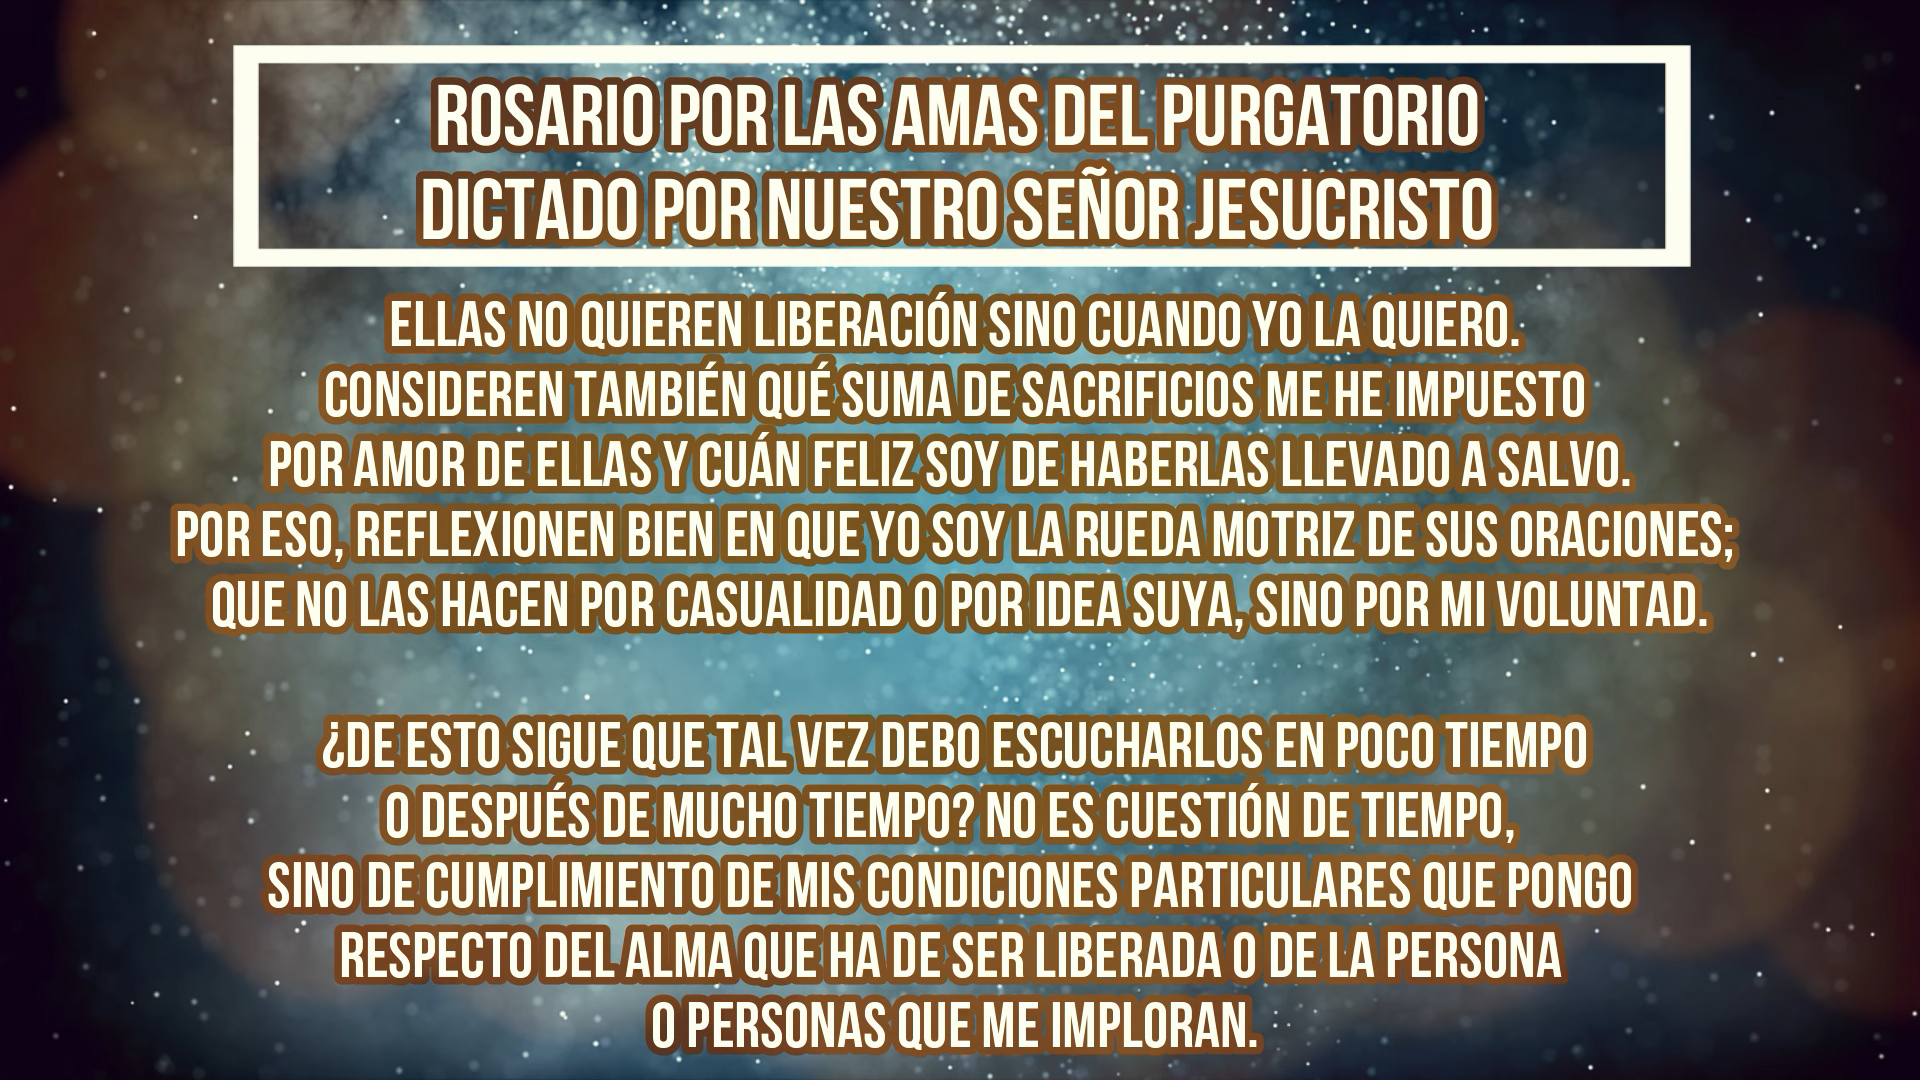 ROSARIO POR LAS AMAS DEL PURGATORIO
DICTADO POR NUESTRO SEÑOR JESUCRISTO
ELLAS NO QUIEREN LIBERACIÓN SINO CUANDO YO LA QUIERO.
CONSIDEREN TAMBIÉN QUÉ SUMA DE SACRIFICIOS ME HE IMPUESTO
POR AMOR DE ELLAS Y CUÁN FELIZ SOY DE HABERLAS LLEVADO A SALVO.
POR ESO, REFLEXIONEN BIEN EN QUE YO SOY LA RUEDA MOTRIZ DE SUS ORACIONES;
QUE NO LAS HACEN POR CASUALIDAD O POR IDEA SUYA, SINO POR MI VOLUNTAD.
¿DE ESTO SIGUE QUE TAL VEZ DEBO ESCUCHARLOS EN POCO TIEMPO
O DESPUÉS DE MUCHO TIEMPO? NO ES CUESTIÓN DE TIEMPO,
SINO DE CUMPLIMIENTO DE MIS CONDICIONES PARTICULARES QUE PONGO
RESPECTO DEL ALMA QUE HA DE SER LIBERADA O DE LA PERSONA
O PERSONAS QUE ME IMPLORAN.